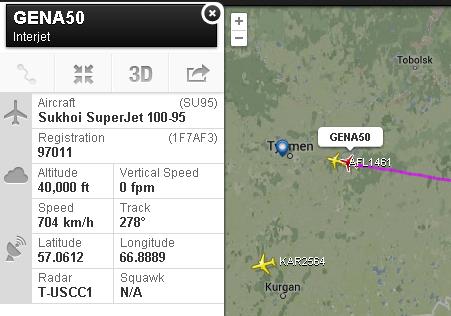 GENA50
Interjet
3D
Aircraft (SU95)
Sukhoi SuperJet 100-95
Registration (1F7AF3)
97011
Altitude Vertical Speed
40,000 ft 0 fpm
Speed Track
704 km/h 278°
Latitude Longitude
57.0612 66.8889
Radar Squawk
T-USCC1 N/A
+
-
Tobolsk
GENA50
Tyumen
AFL1461
KAR2564
Kurgan